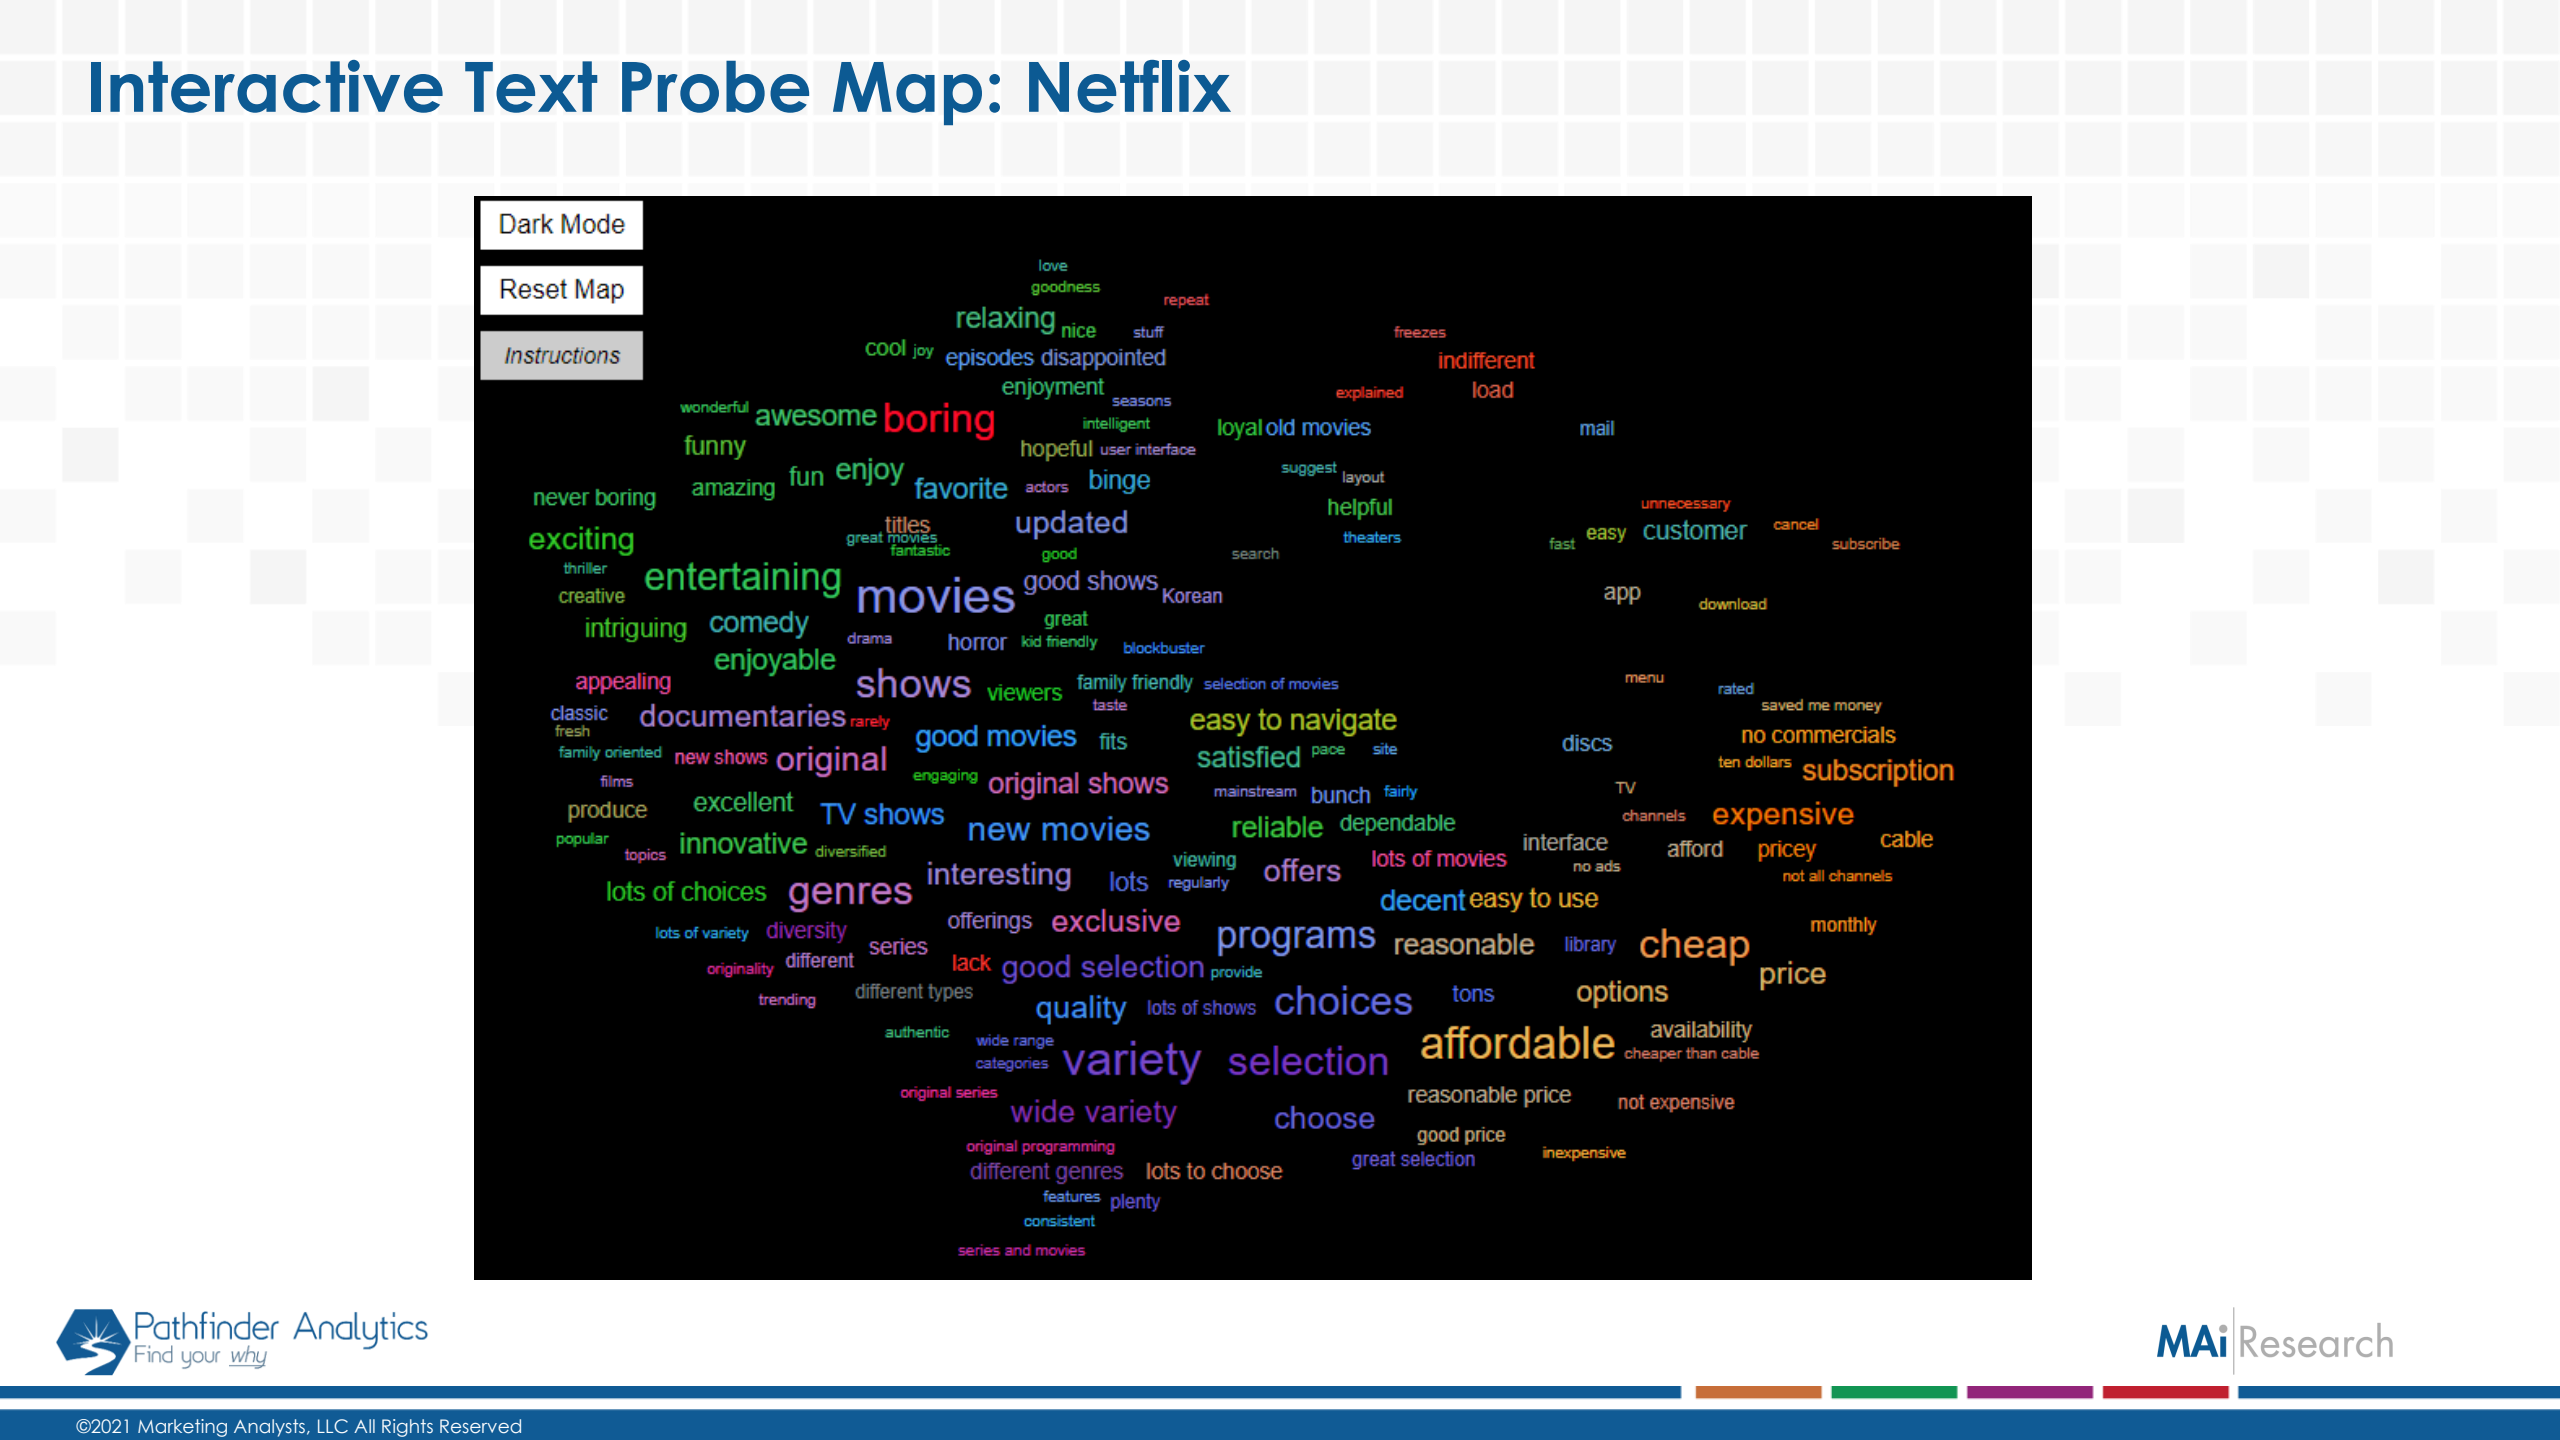 Interactive Text Probe Map: Netflix
Dark Mode
Reset Map
Instructions
love
goodness
repeat
relaxing nice stuff
freezes
cool joy episodes disappointed
indifferent
enjoyment
seasons
explained load
wonderful awesome boring
intelligent
loyal old movies mail
funny
hopeful user interface
amazing fun enjoy favorite actors binge
suggest layout
never boring
helpful
unnecessary
exciting
titles
great movies
fantastic
updated
theaters
easy customer cancel
fast
subscribe
good search
thriller
entertaining
movies good shows Korean
creative
app download
intriguing comedy
great
drama horror kid friendly blockbuster
enjoyable
appealing
shows viewers family friendly selection of movies
menu rated
taste
saved me money
classic documentaries rarely
easy to navigate
fresh
good movies fits
discs no commercials
family oriented new shows original
satisfied pace site
ten dollars subscription
films
engaging original shows
mainstream bunch fairly
TV
produce excellent TV shows
channels expensive
new movies reliable dependable
popular
topics innovative diversified
interface afford pricey cable
viewing
lots of movies
no ads
interesting lots regularly offers
not all channels
lots of choices genres
decent easy to use
offerings exclusive
monthly
lots of variety diversity
programs reasonable library cheap
series
originality different
lack good selection provide
price
trending different types
quality lots of shows choices tons options
authentic
wide range
categories
variety selection affordable availability
cheaper than cable
original series
reasonable price not expensive
wide variety choose
good price
original programming
great selection inexpensive
different genres lots to choose
features plenty
consistent
series and movies
Pathfinder Analytics
Find your why
MAi Research
©2021 Marketing Analysts, LLC All Rights Reserved